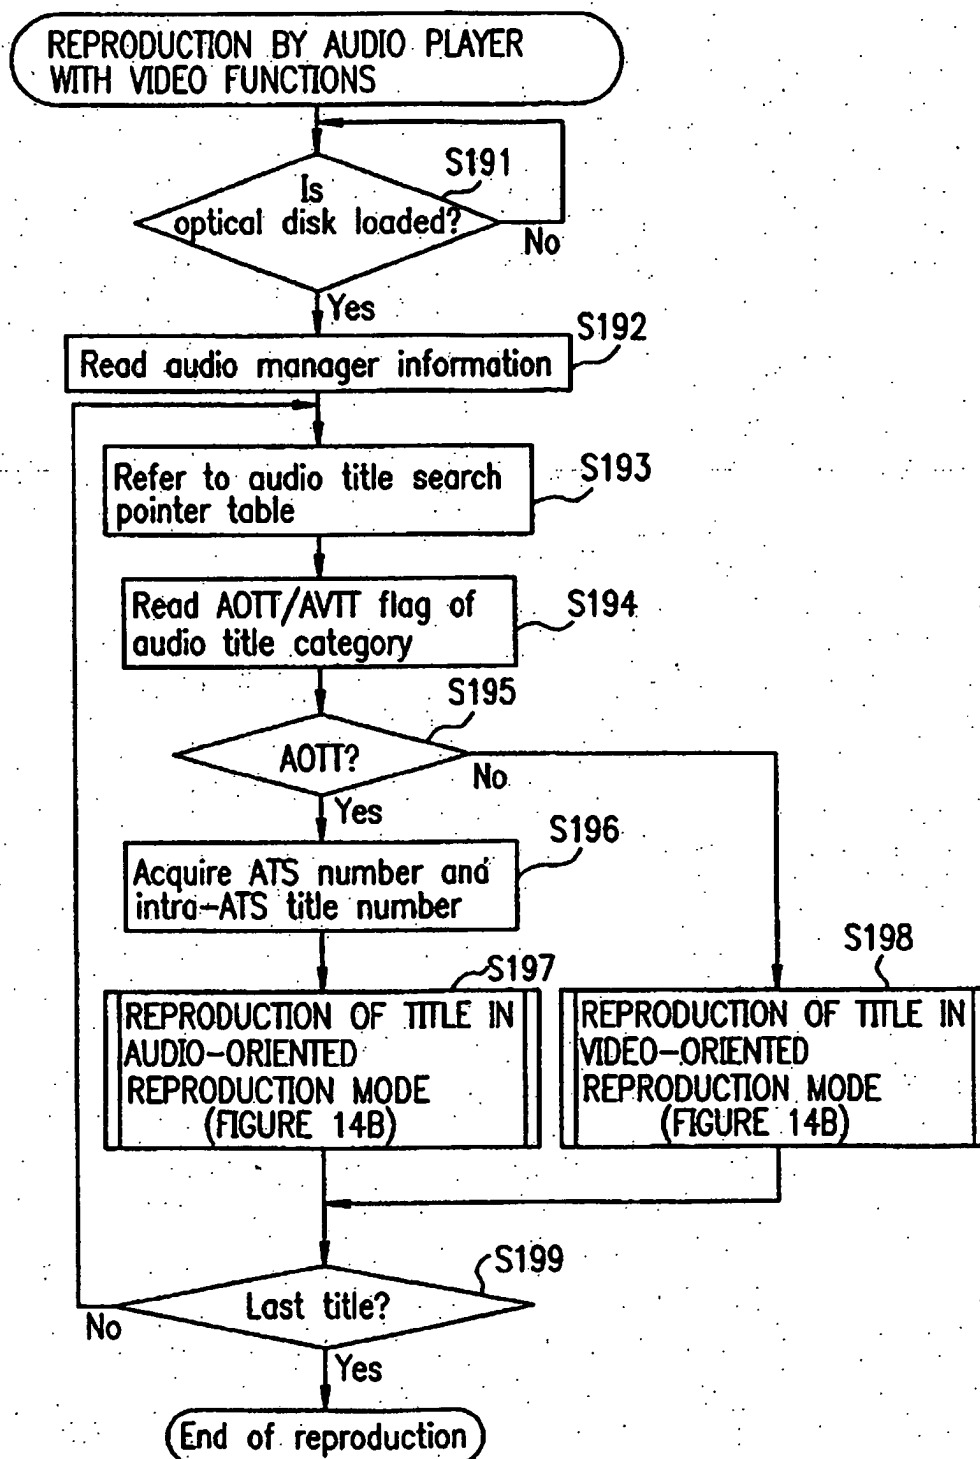 REPRODUCTION BY AUDIO PLAYER
WITH VIDEO FUNCTIONS
S191
Is
optical disk loaded?
No
Yes
S192
Read audio manager information
S193
Refer to audio title search
pointer table
S194
Read AOTT/AVTT flag of
audio title category
S195
AOTT?
No
Yes
S196
Acquire ATS number and
intra-ATS title number
S197
REPRODUCTION OF TITLE IN
AUDIO-ORIENTED
REPRODUCTION MODE
(FIGURE 14B)
S198
REPRODUCTION OF TITLE IN
VIDEO-ORIENTED
REPRODUCTION MODE
(FIGURE 14B)
S199
Last title?
No
Yes
End of reproduction